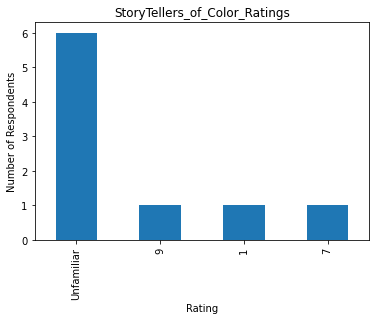 StoryTellers_of_Color_Ratings
Number of Respondents
6
5
4
3
2
1
0
Unfamiliar
9
1
7
Rating